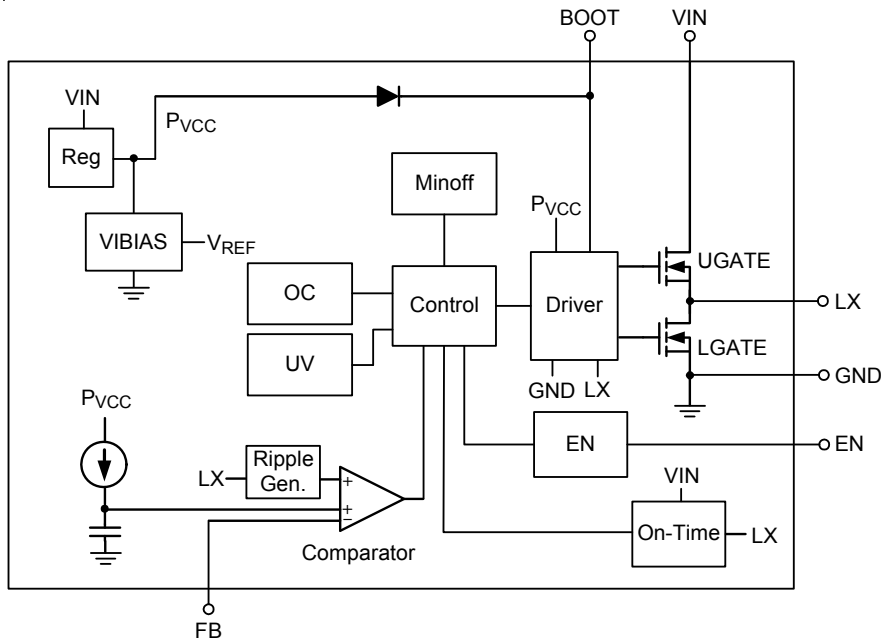 BOOT
VIN
VIN
PVCC
Reg
Minoff
PVCC
VIBIAS
VREF
UGATE
OC
Control
Driver
LX
UV
LGATE
GND
LX
GND
PVCC
EN
EN
LX
Ripple
Gen.
VIN
+
+
−
On-Time
LX
Comparator
FB